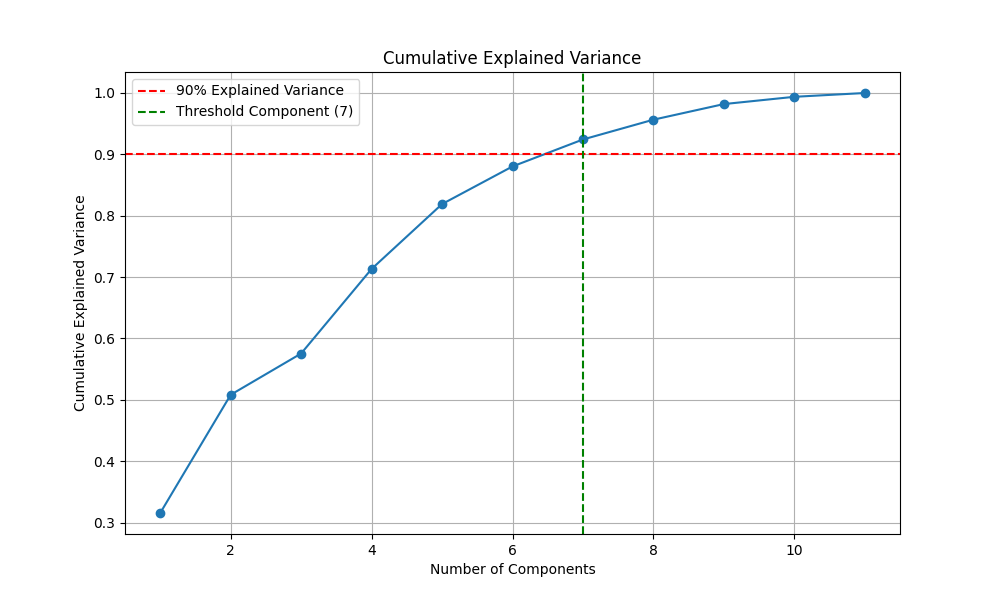 Cumulative Explained Variance
90% Explained Variance
Threshold Component (7)
Cumulative Explained Variance
1.0
0.9
0.8
0.7
0.6
0.5
0.4
0.3
2 4 6 8 10
Number of Components